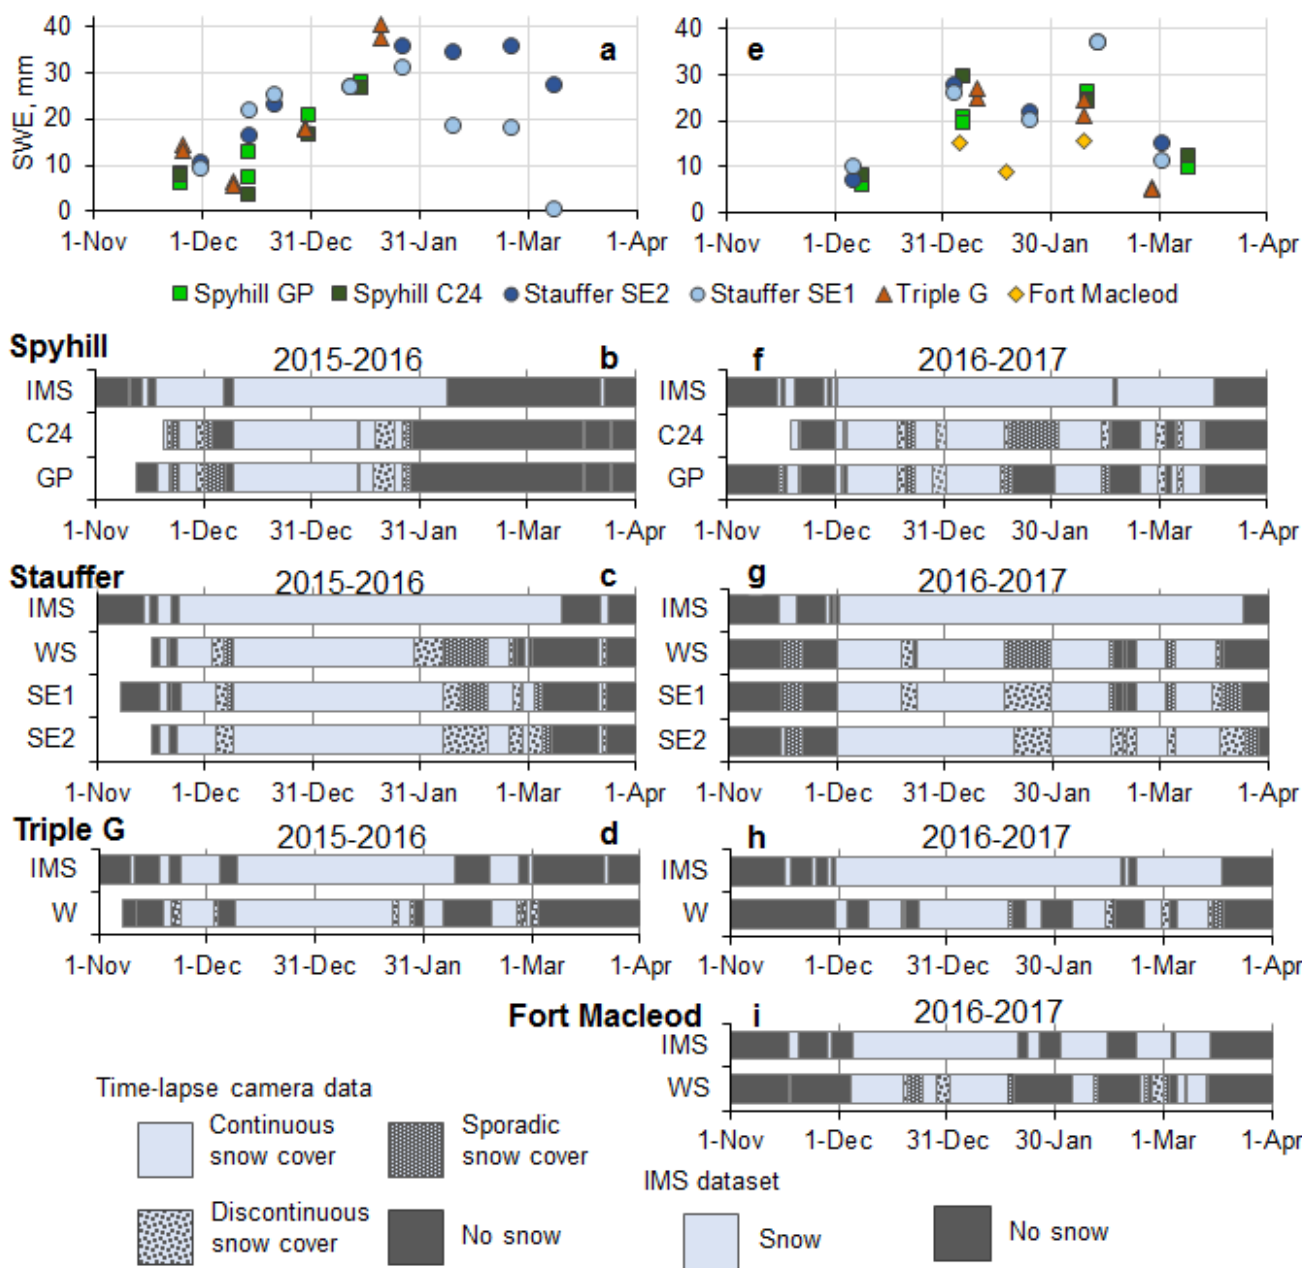 40
a
30
20
10
0
SWE, mm
1-Nov 1-Dec 31-Dec 31-Jan 1-Mar 1-Apr
40
e
30
20
10
0
1-Nov 1-Dec 31-Dec 30-Jan 1-Mar 1-Apr
Spyhill GP Spyhill C24 Stauffer SE2 Stauffer SE1 Triple G Fort Macleod
Spyhill
2015-2016 b
IMS
C24
GP
1-Nov 1-Dec 31-Dec 31-Jan 1-Mar 1-Apr
f 2016-2017
IMS
C24
GP
1-Nov 1-Dec 31-Dec 30-Jan 1-Mar 1-Apr
Stauffer
2015-2016 c
IMS
WS
SE1
SE2
1-Nov 1-Dec 31-Dec 31-Jan 1-Mar 1-Apr
g 2016-2017
IMS
WS
SE1
SE2
1-Nov 1-Dec 31-Dec 30-Jan 1-Mar 1-Apr
Triple G
2015-2016 d
IMS
W
1-Nov 1-Dec 31-Dec 31-Jan 1-Mar 1-Apr
h 2016-2017
IMS
W
1-Nov 1-Dec 31-Dec 30-Jan 1-Mar 1-Apr
Fort Macleod i 2016-2017
IMS
WS
1-Nov 1-Dec 31-Dec 30-Jan 1-Mar 1-Apr
Time-lapse camera data
Continuous
snow cover
Sporadic
snow cover
Discontinuous
snow cover
No snow
IMS dataset
Snow
No snow